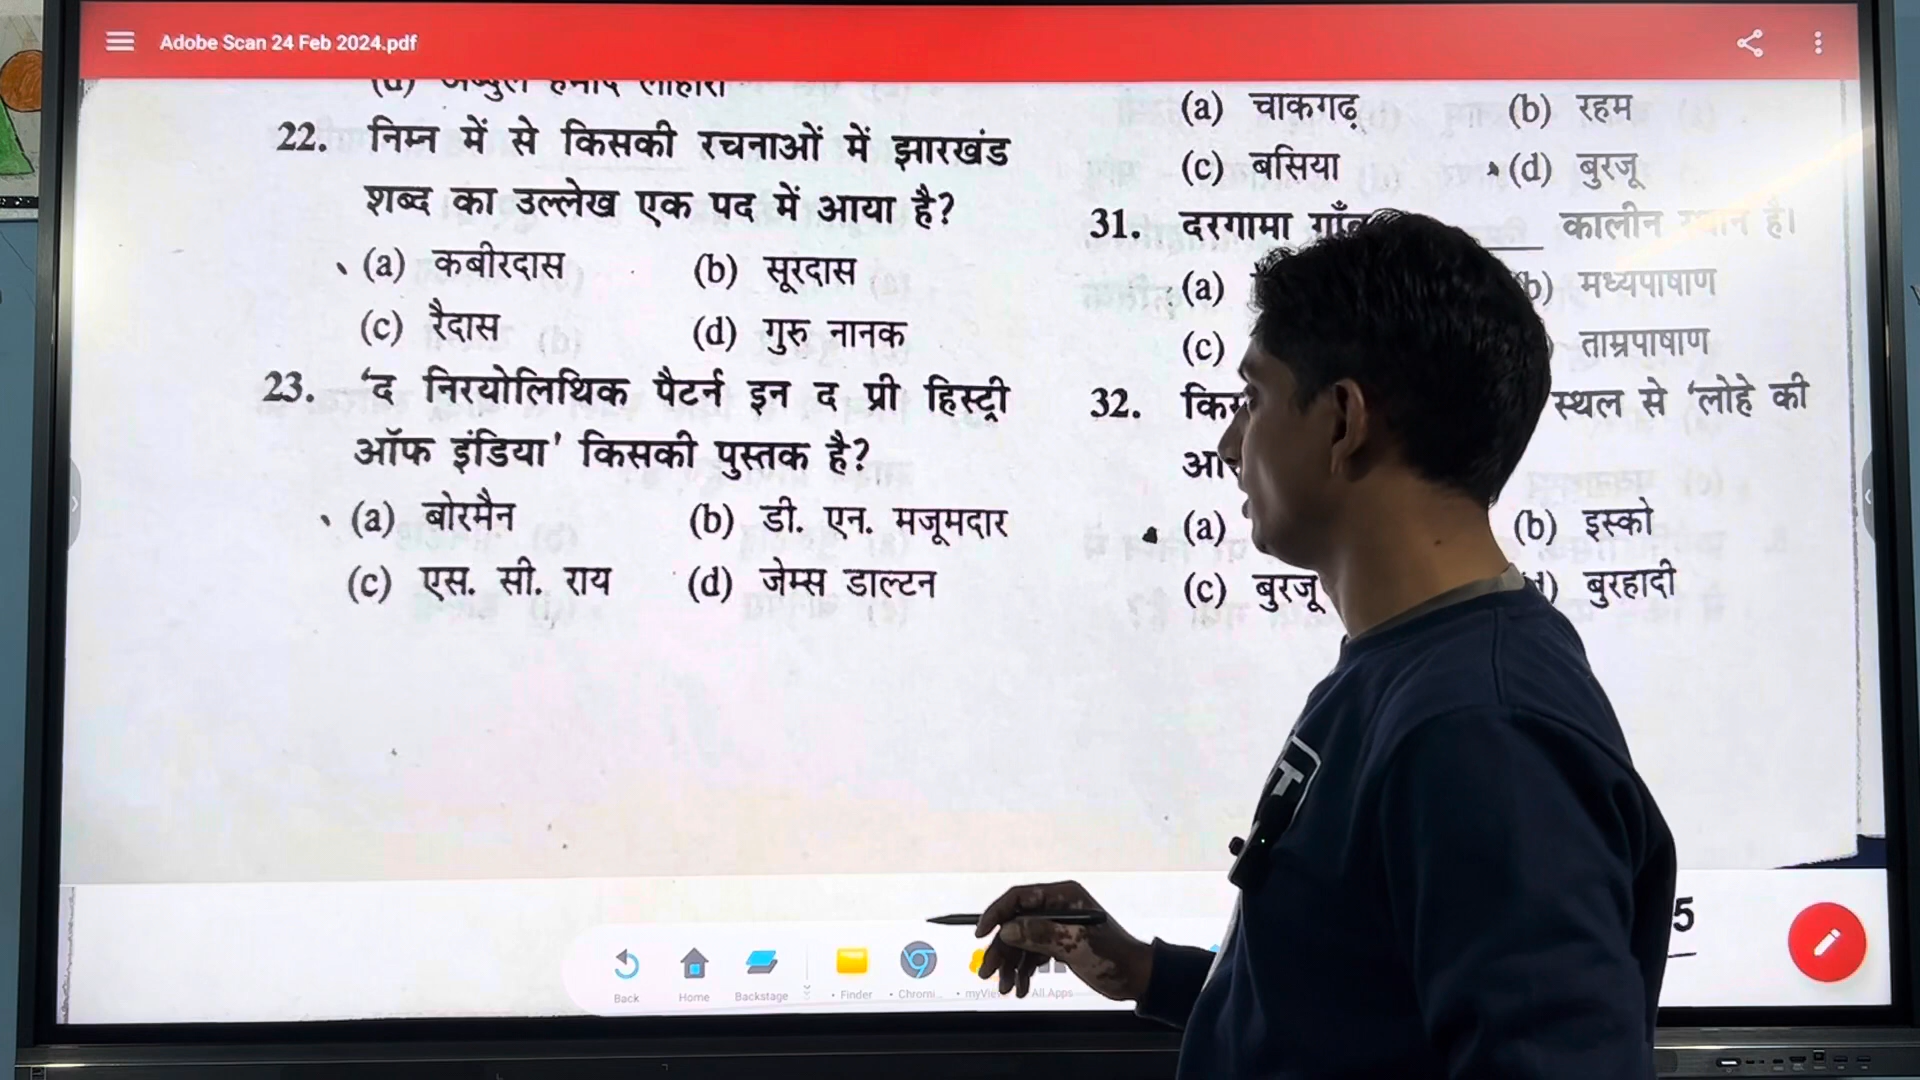 Adobe Scan 24 Feb 2024.pdf
22. निम्न में से किसकी रचनाओं में झारखंड
शब्द का उल्लेख एक पद में आया है?
(a) कबीरदास (b) सूरदास
(c) रैदास (d) गुरु नानक
23. 'द निरयोलिथिक पैटर्न इन द प्री हिस्ट्री
ऑफ इंडिया' किसकी पुस्तक है?
(a) बोरमैन (b) डी. एन. मजूमदार
(c) एस. सी. राय (d) जेम्स डाल्टन
(a) चाकगढ़ (b) रहम
(c) बसिया (d) बुरजू
31. दरगामा कालीन स्थान है।
(a) b) मध्यपाषाण
(c) ताम्रपाषाण
32. स्थल से 'लोहे की
(a) (b) इस्को
(c) बुरजू बुरहादी
5
Back Home Backstage Finder Chromi... All Apps